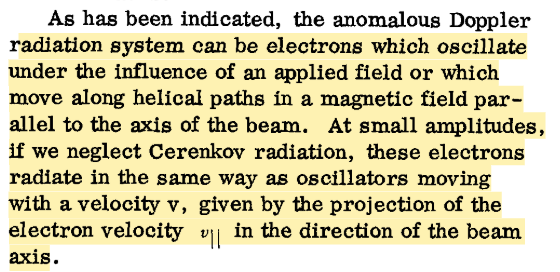 As has been indicated, the anomalous Doppler
radiation system can be electrons which oscillate
under the influence of an applied field or which
move along helical paths in a magnetic field par-
allel to the axis of the beam. At small amplitudes,
if we neglect Cerenkov radiation, these electrons
radiate in the same way as oscillators moving
with a velocity v, given by the projection of the
electron velocity v|| in the direction of the beam
axis.